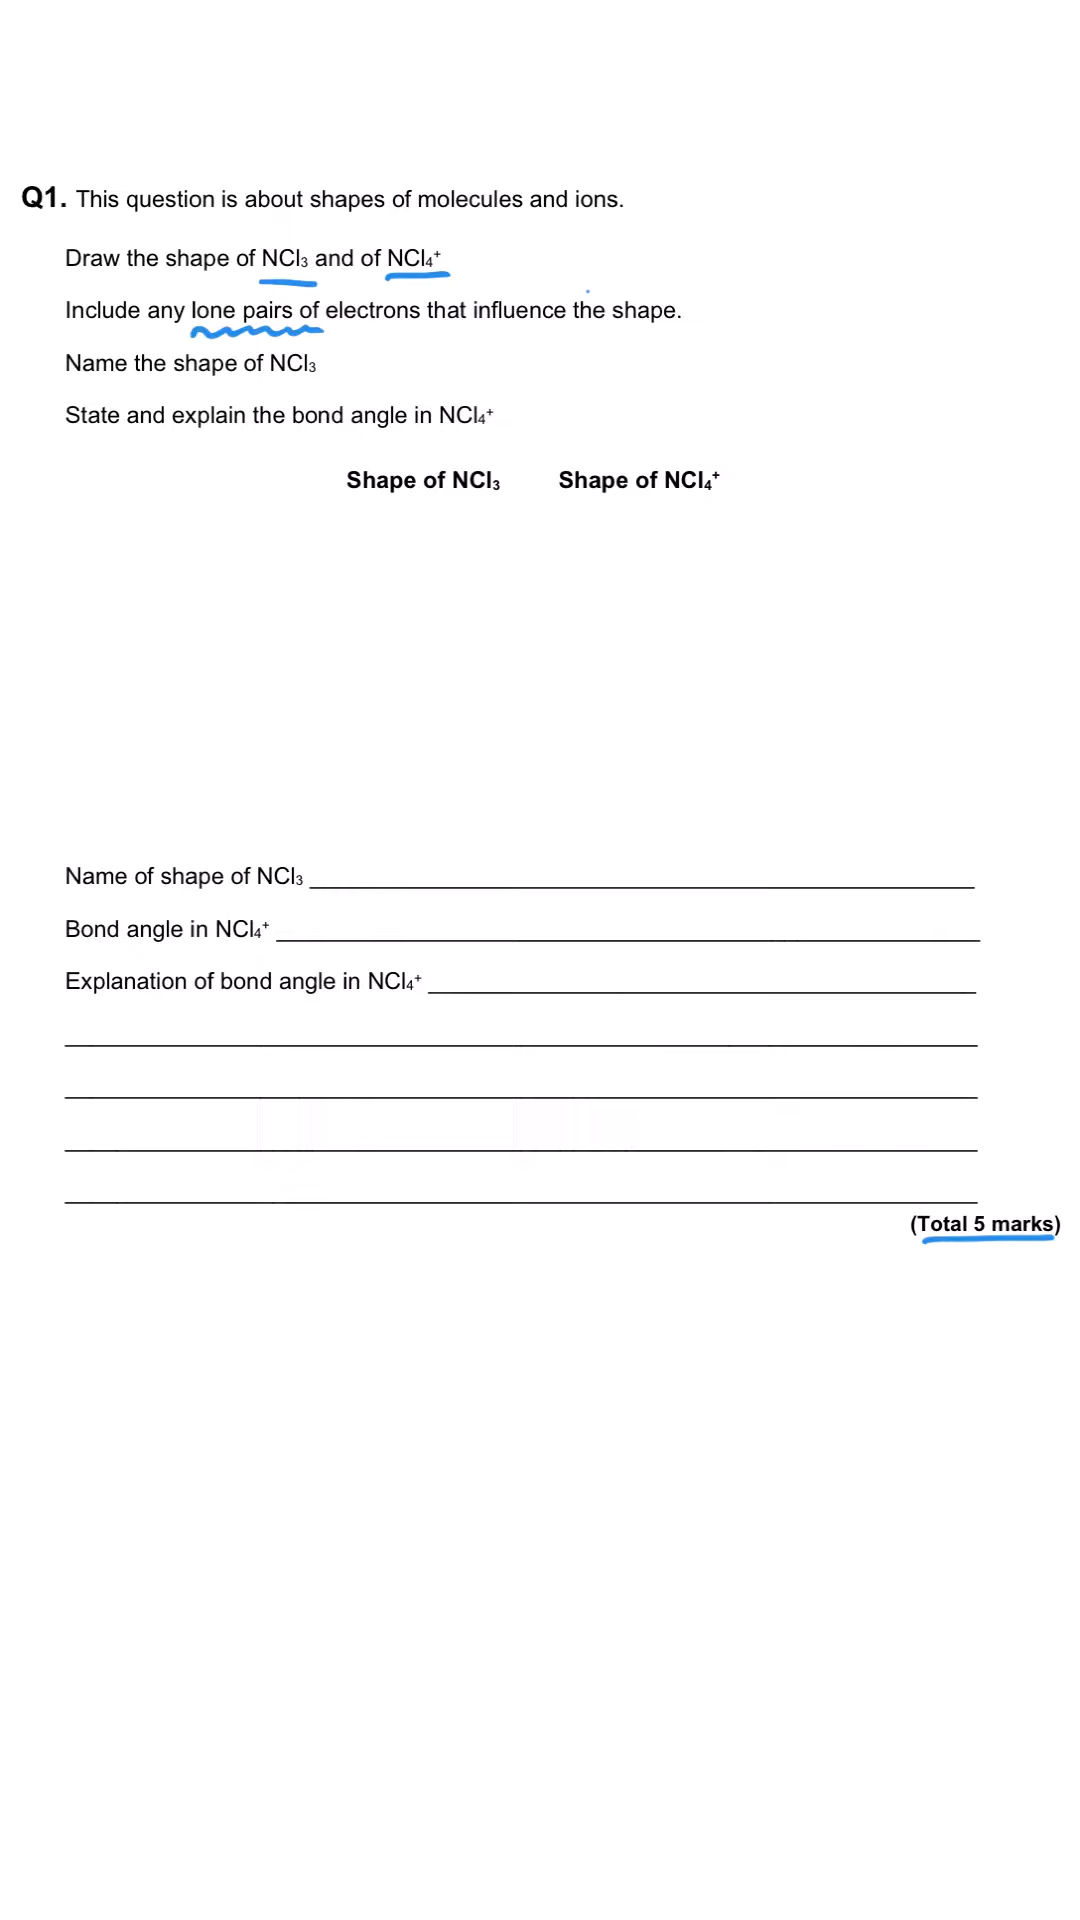 Q1. This question is about shapes of molecules and ions.
Draw the shape of NCl₃ and of NCl₄⁺
Include any lone pairs of electrons that influence the shape.
Name the shape of NCl₃
State and explain the bond angle in NCl₄⁺
Shape of NCl₃ Shape of NCl₄⁺
Name of shape of NCl₃
Bond angle in NCl₄⁺
Explanation of bond angle in NCl₄⁺
(Total 5 marks)